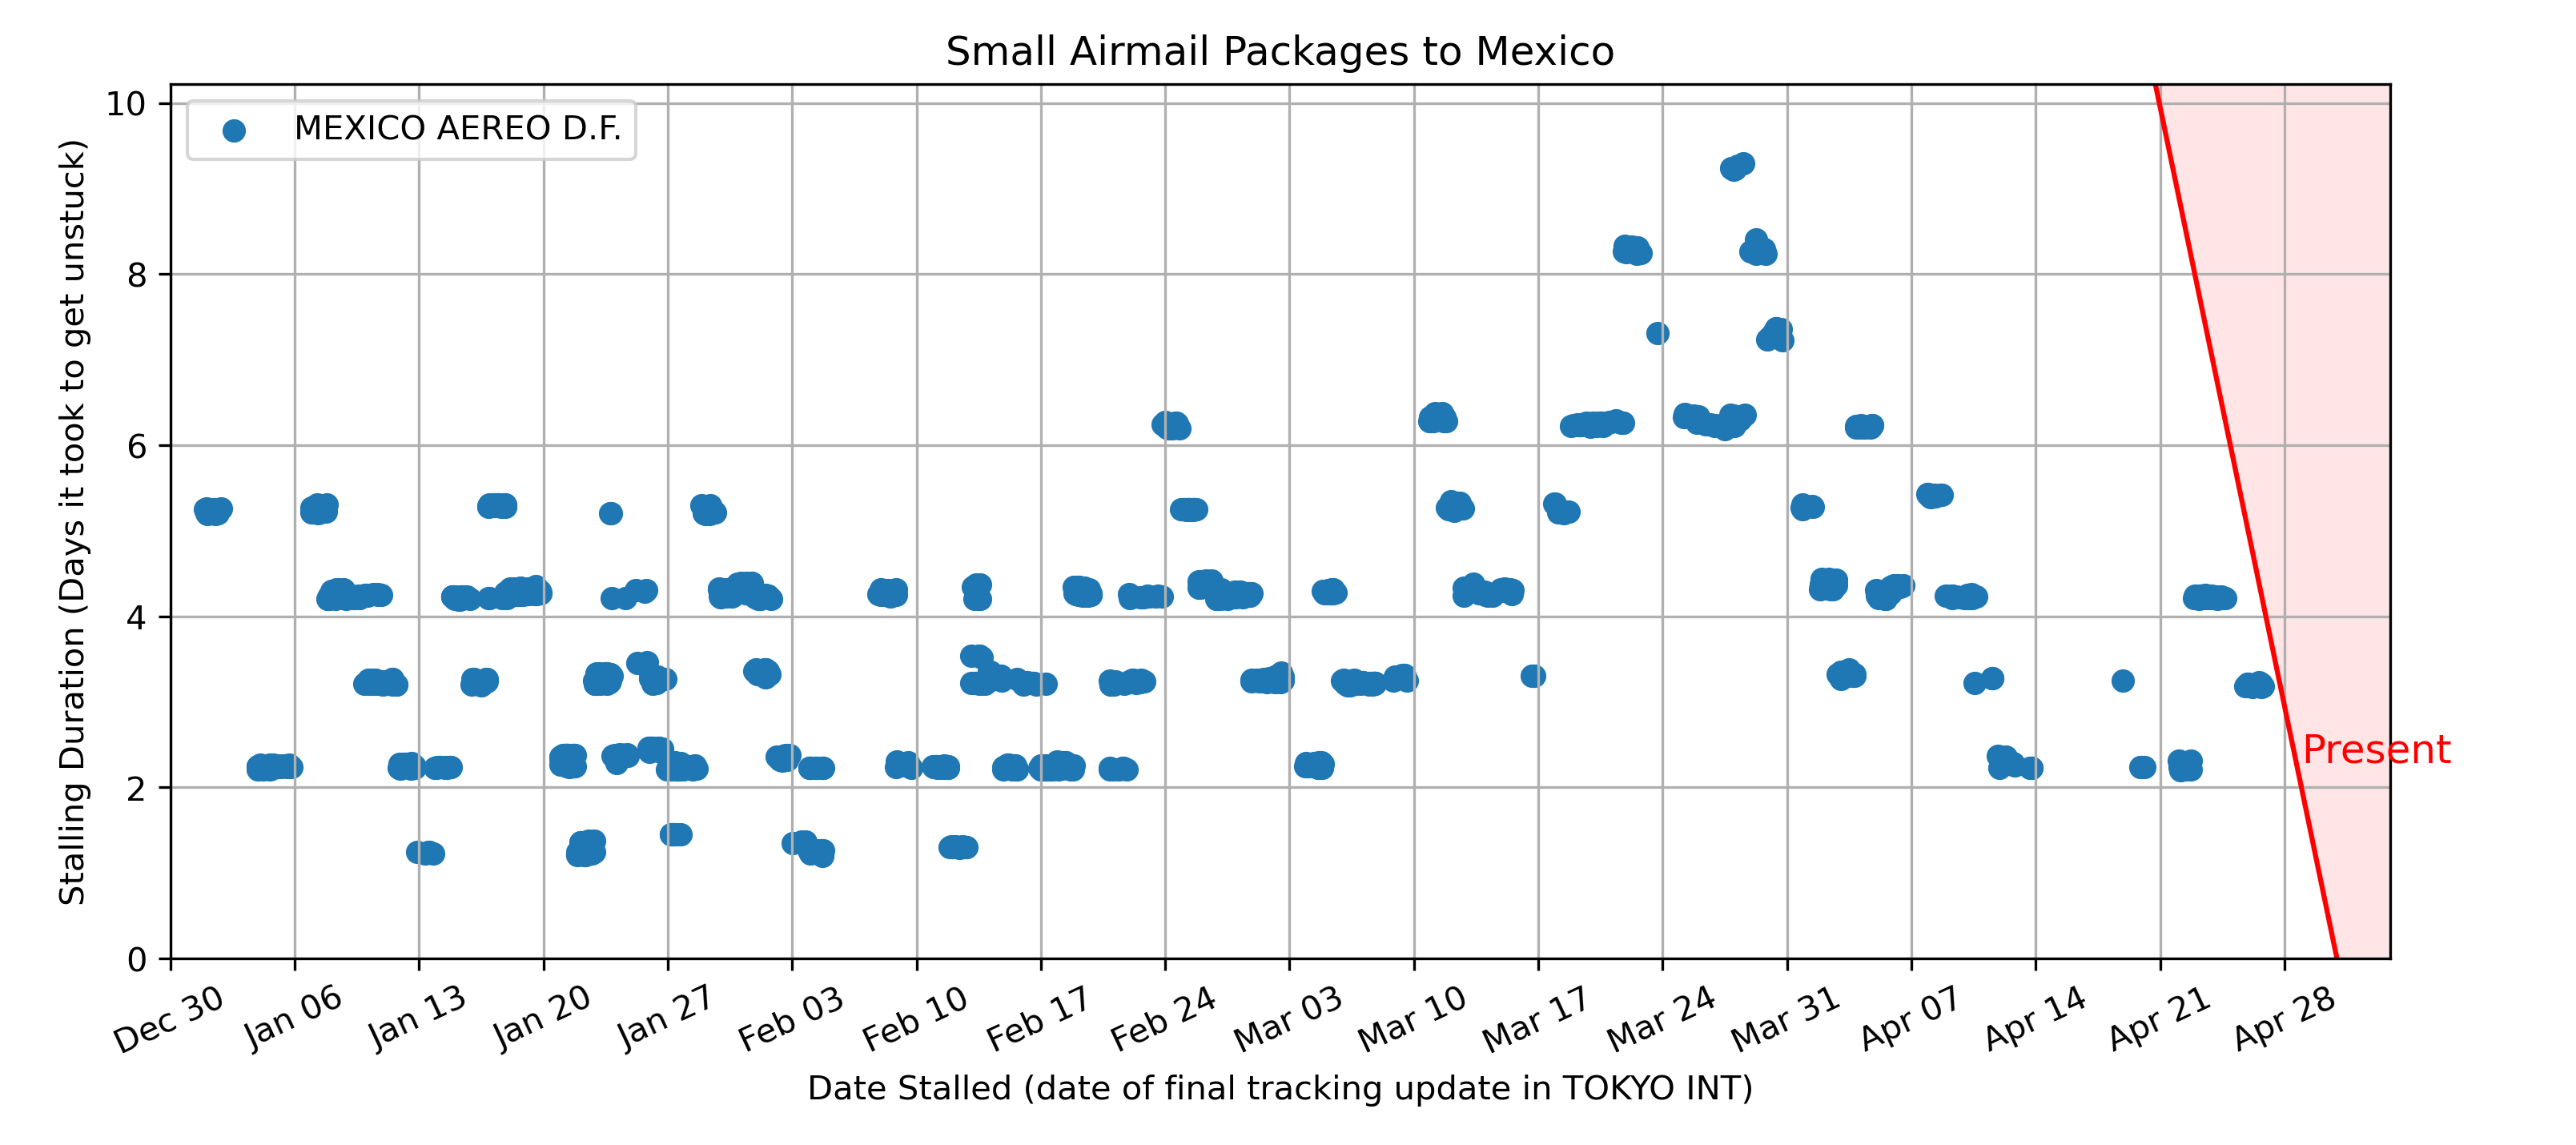 Small Airmail Packages to Mexico
MEXICO AEREO D.F.
Stalling Duration (Days it took to get unstuck)
10
8
6
4
2
0
Present
Dec 30
Jan 06
Jan 13
Jan 20
Jan 27
Feb 03
Feb 10
Feb 17
Feb 24
Mar 03
Mar 10
Mar 17
Mar 24
Mar 31
Apr 07
Apr 14
Apr 21
Apr 28
Date Stalled (date of final tracking update in TOKYO INT)